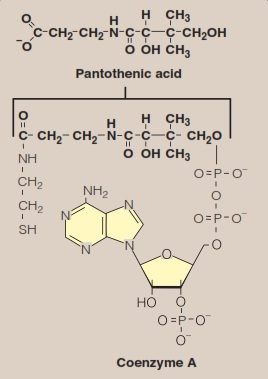 O H H CH₃
C-CH₂-CH₂-N-C-C-C-CH₂OH
⁻O O OH CH₃
Pantothenic acid
O H H CH₃
C-CH₂-CH₂-N-C-C-C-CH₂O
NH O OH CH₃
CH₂ O=P-O⁻
CH₂ NH₂ O
SH N N O=P-O⁻
N N O
O
HO O
O=P-O⁻
O⁻
Coenzyme A